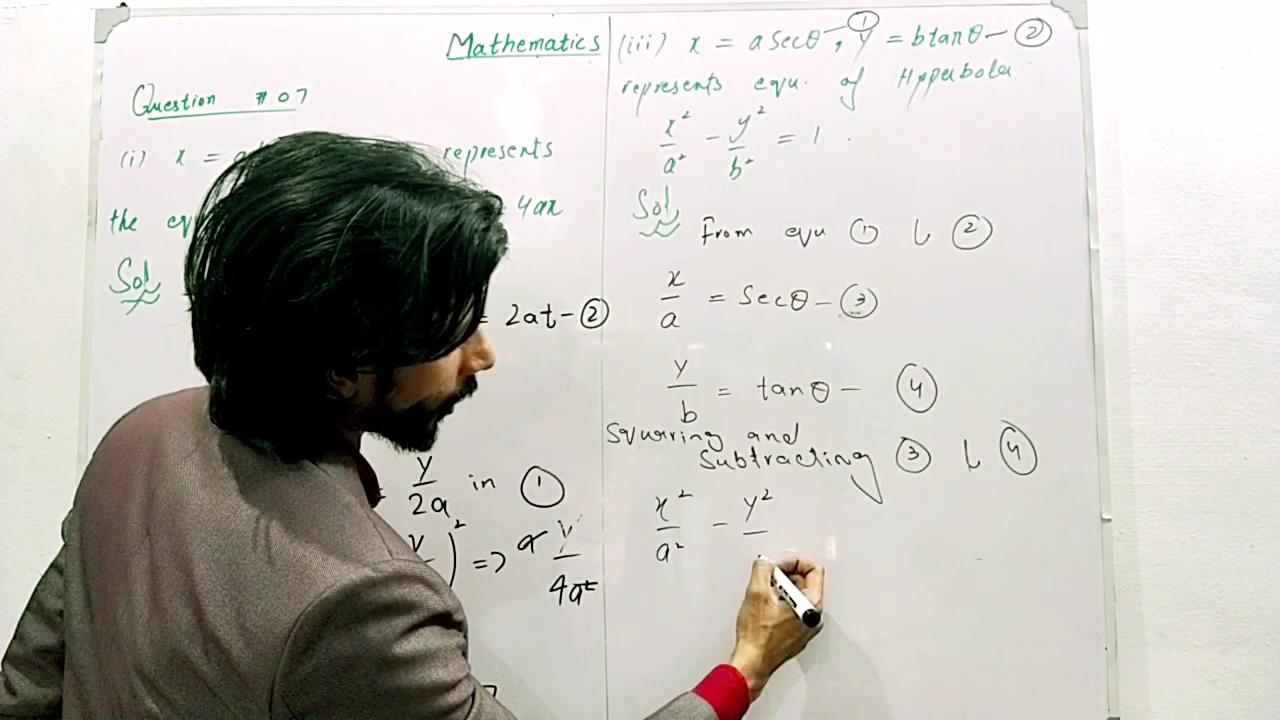 Mathematics
Question # 07
(i) x = a represents
the eq 4ax
Sol
= 2at - ②
= y/2a in ①
)² => a y/4a²
(iii) x = a secθ - ①, y = b tanθ - ②
represents equ. of Hyperbola
x²/a² - y²/b² = 1.
Sol
From equ ① & ②
x/a = Secθ - ③
y/b = tanθ - ④
Squrring and
Subtracting ③ & ④
x²/a² - y²/